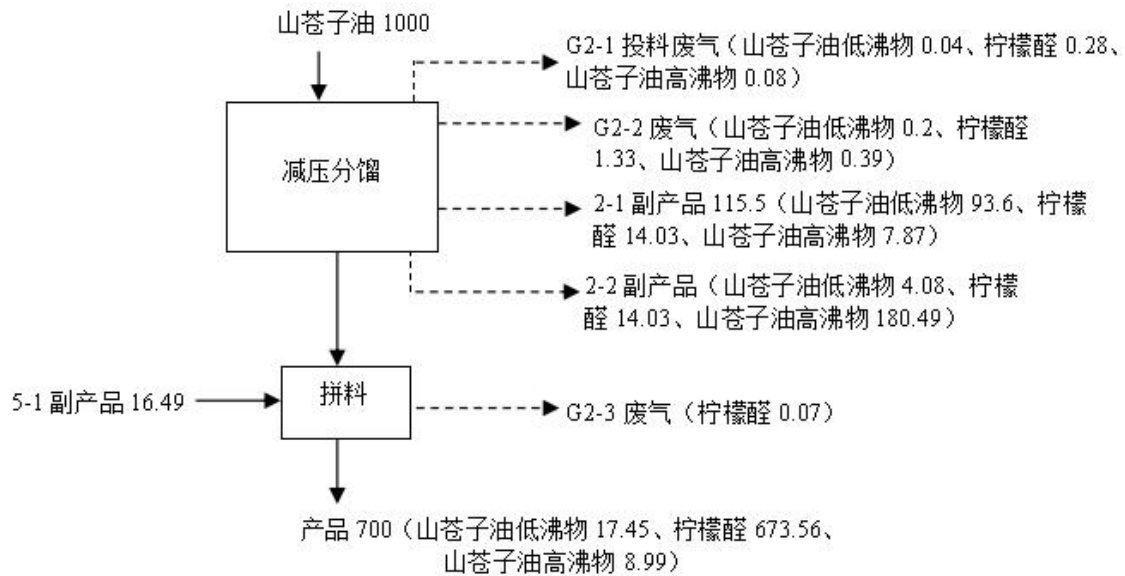 山苍子油 1000
G2-1 投料废气（山苍子油低沸物 0.04、柠檬醛 0.28、
山苍子油高沸物 0.08）
减压分馏
G2-2 废气（山苍子油低沸物 0.2、柠檬醛
1.33、山苍子油高沸物 0.39）
2-1 副产品 115.5（山苍子油低沸物 93.6、柠檬
醛 14.03、山苍子油高沸物 7.87）
2-2 副产品（山苍子油低沸物 4.08、柠檬
醛 14.03、山苍子油高沸物 180.49）
5-1 副产品 16.49
拼料
G2-3 废气（柠檬醛 0.07）
产品 700（山苍子油低沸物 17.45、柠檬醛 673.56、
山苍子油高沸物 8.99）